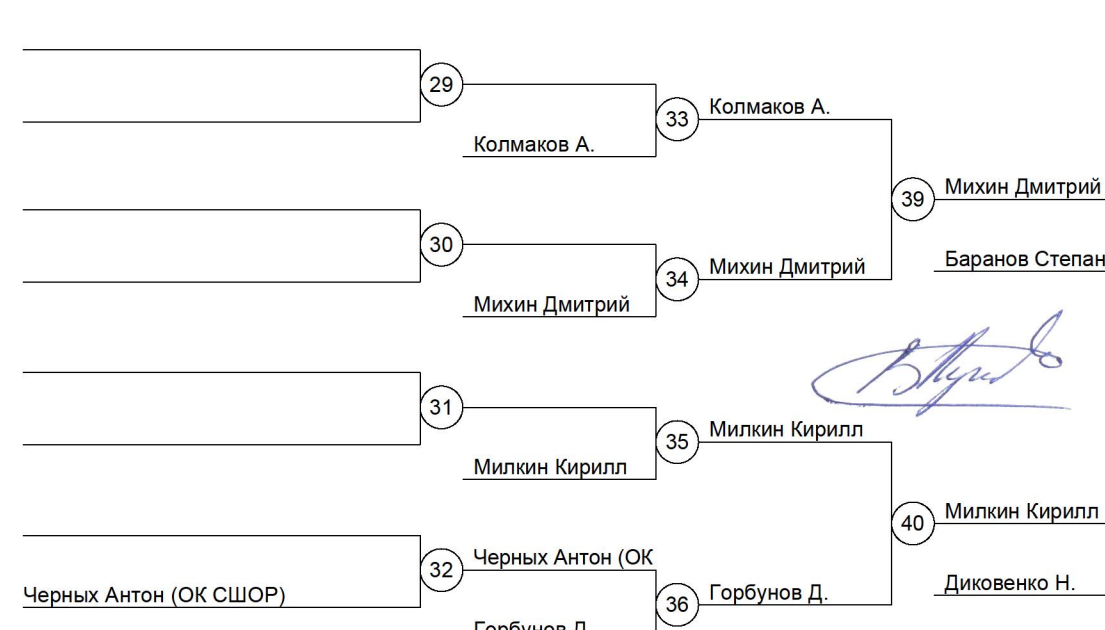 29
Колмаков А.
33
Колмаков А.
39
Михин Дмитрий
Баранов Степан
30
Михин Дмитрий
34
Михин Дмитрий
31
Милкин Кирилл
35
Милкин Кирилл
40
Милкин Кирилл
Диковенко Н.
Черных Антон (ОК СШОР)
32
Черных Антон (ОК
Горбунов Д.
36
Горбунов Д.